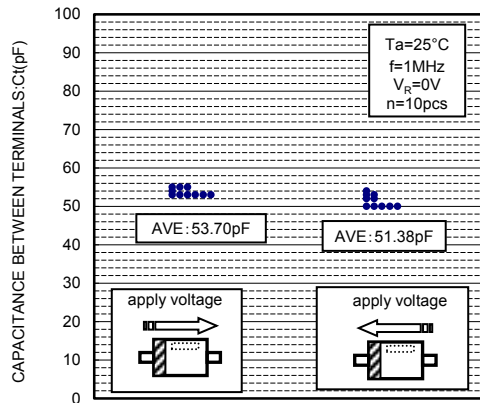 CAPACITANCE BETWEEN TERMINALS:Ct(pF)
100
90
80
70
60
50
40
30
20
10
0
Ta=25°C
f=1MHz
VR=0V
n=10pcs
AVE:53.70pF
AVE:51.38pF
apply voltage
apply voltage